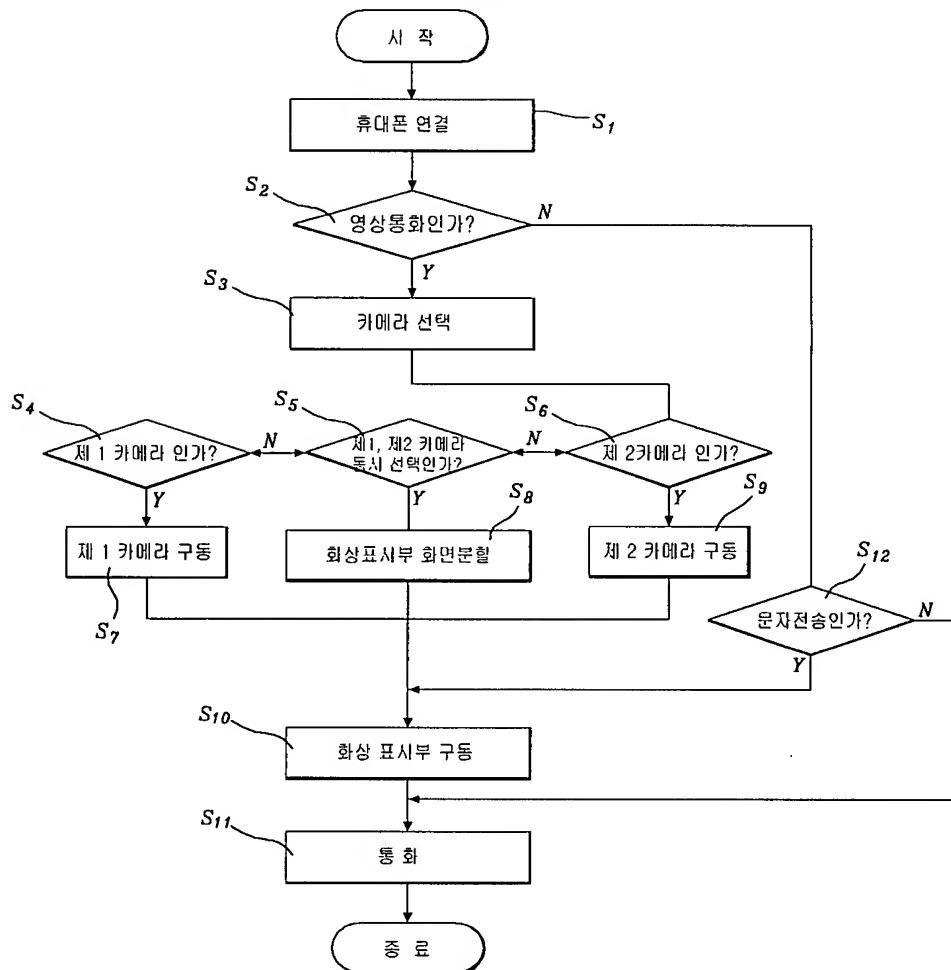 시 작
휴대폰 연결
S1
S2
영상통화인가?
N
Y
S3
카메라 선택
S4
제 1 카메라 인가?
N
S5
제1, 제2 카메라
동시 선택인가?
N
S6
제 2카메라 인가?
Y
Y
Y
S7
제 1 카메라 구동
S8
화상표시부 화면분할
S9
제 2 카메라 구동
S12
문자전송인가?
N
Y
S10
화상 표시부 구동
S11
통 화
종 료